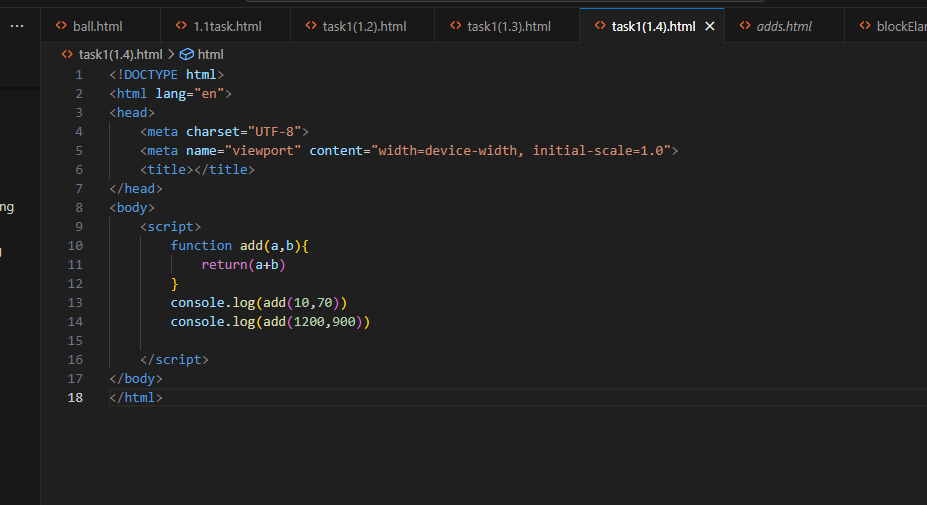 ··· ball.html 1.1task.html task1(1.2).html task1(1.3).html task1(1.4).html adds.html
task1(1.4).html > html
1 <!DOCTYPE html>
2 <html lang="en">
3 <head>
4 <meta charset="UTF-8">
5 <meta name="viewport" content="width=device-width, initial-scale=1.0">
6 <title></title>
7 </head>
ng
8 <body>
9 <script>
10 function add(a,b){
11 return(a+b)
12 }
13 console.log(add(10,70))
14 console.log(add(1200,900))
15
16 </script>
17 </body>
18 </html>